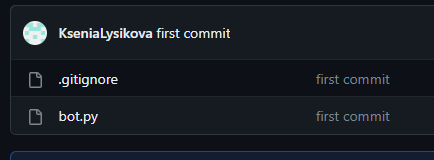 KseniaLysikova first commit
.gitignore first commit
bot.py first commit